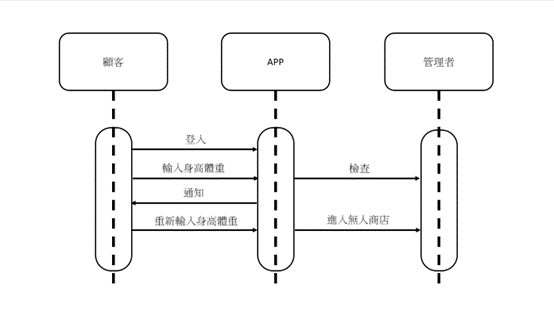 顧客
APP
管理者
登入
輸入身高體重
檢查
通知
重新輸入身高體重
進入無人商店